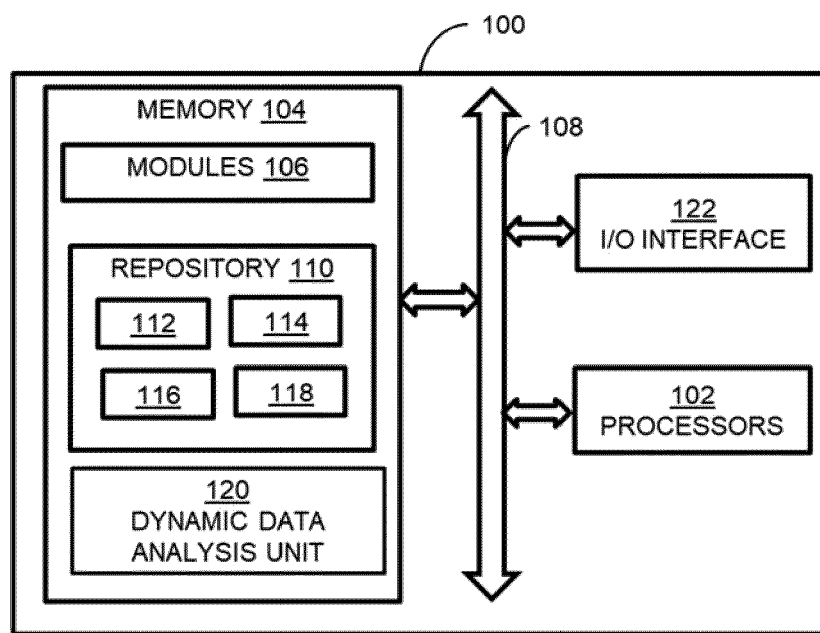 100
MEMORY 104
MODULES 106
REPOSITORY 110
112
114
116
118
120
DYNAMIC DATA
ANALYSIS UNIT
108
122
I/O INTERFACE
102
PROCESSORS